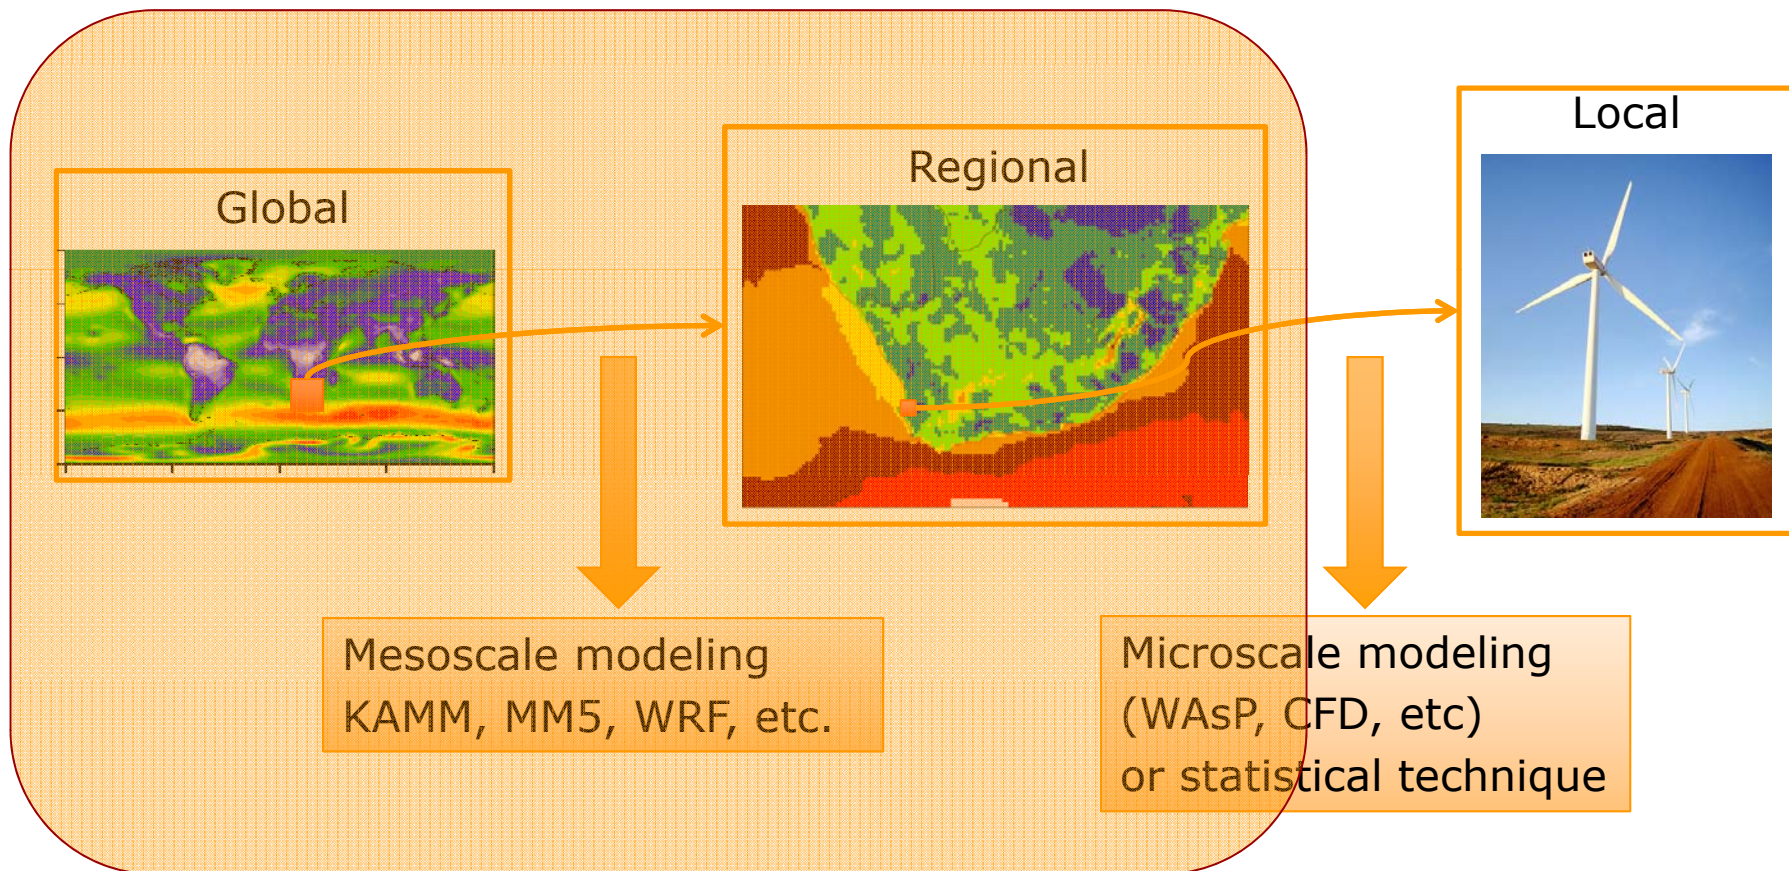 Global
Regional
Local
Mesoscale modeling
KAMM, MM5, WRF, etc.
Microscale modeling
(WAsP, CFD, etc)
or statistical technique